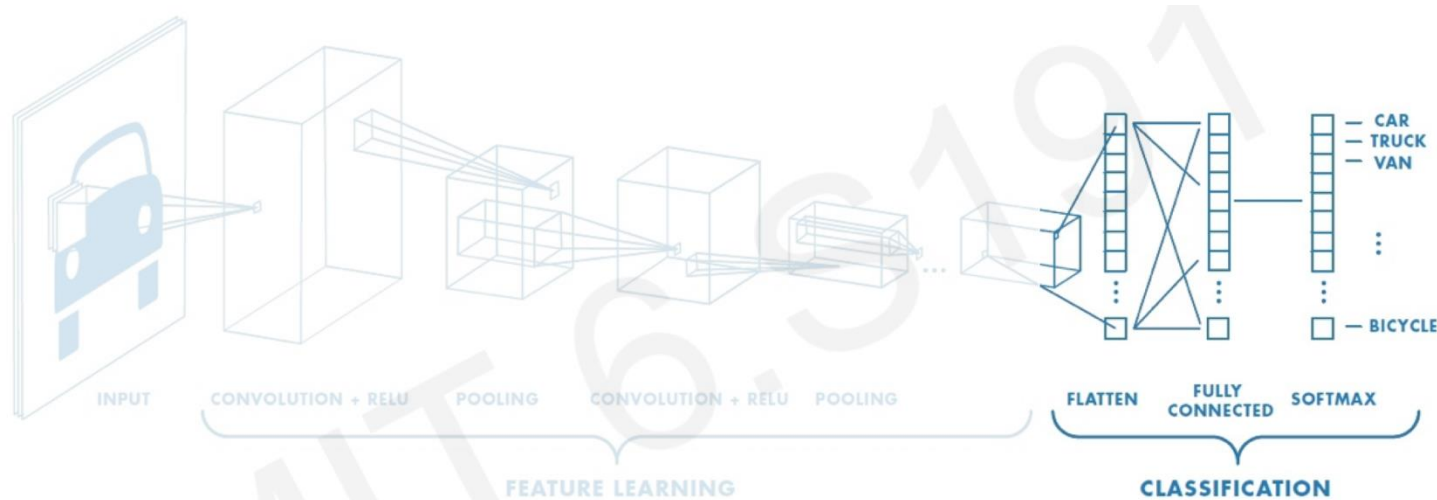 MIT 6.S191
CAR
TRUCK
VAN
BICYCLE
INPUT
CONVOLUTION + RELU
POOLING
CONVOLUTION + RELU
POOLING
FLATTEN
FULLY
CONNECTED
SOFTMAX
FEATURE LEARNING
CLASSIFICATION